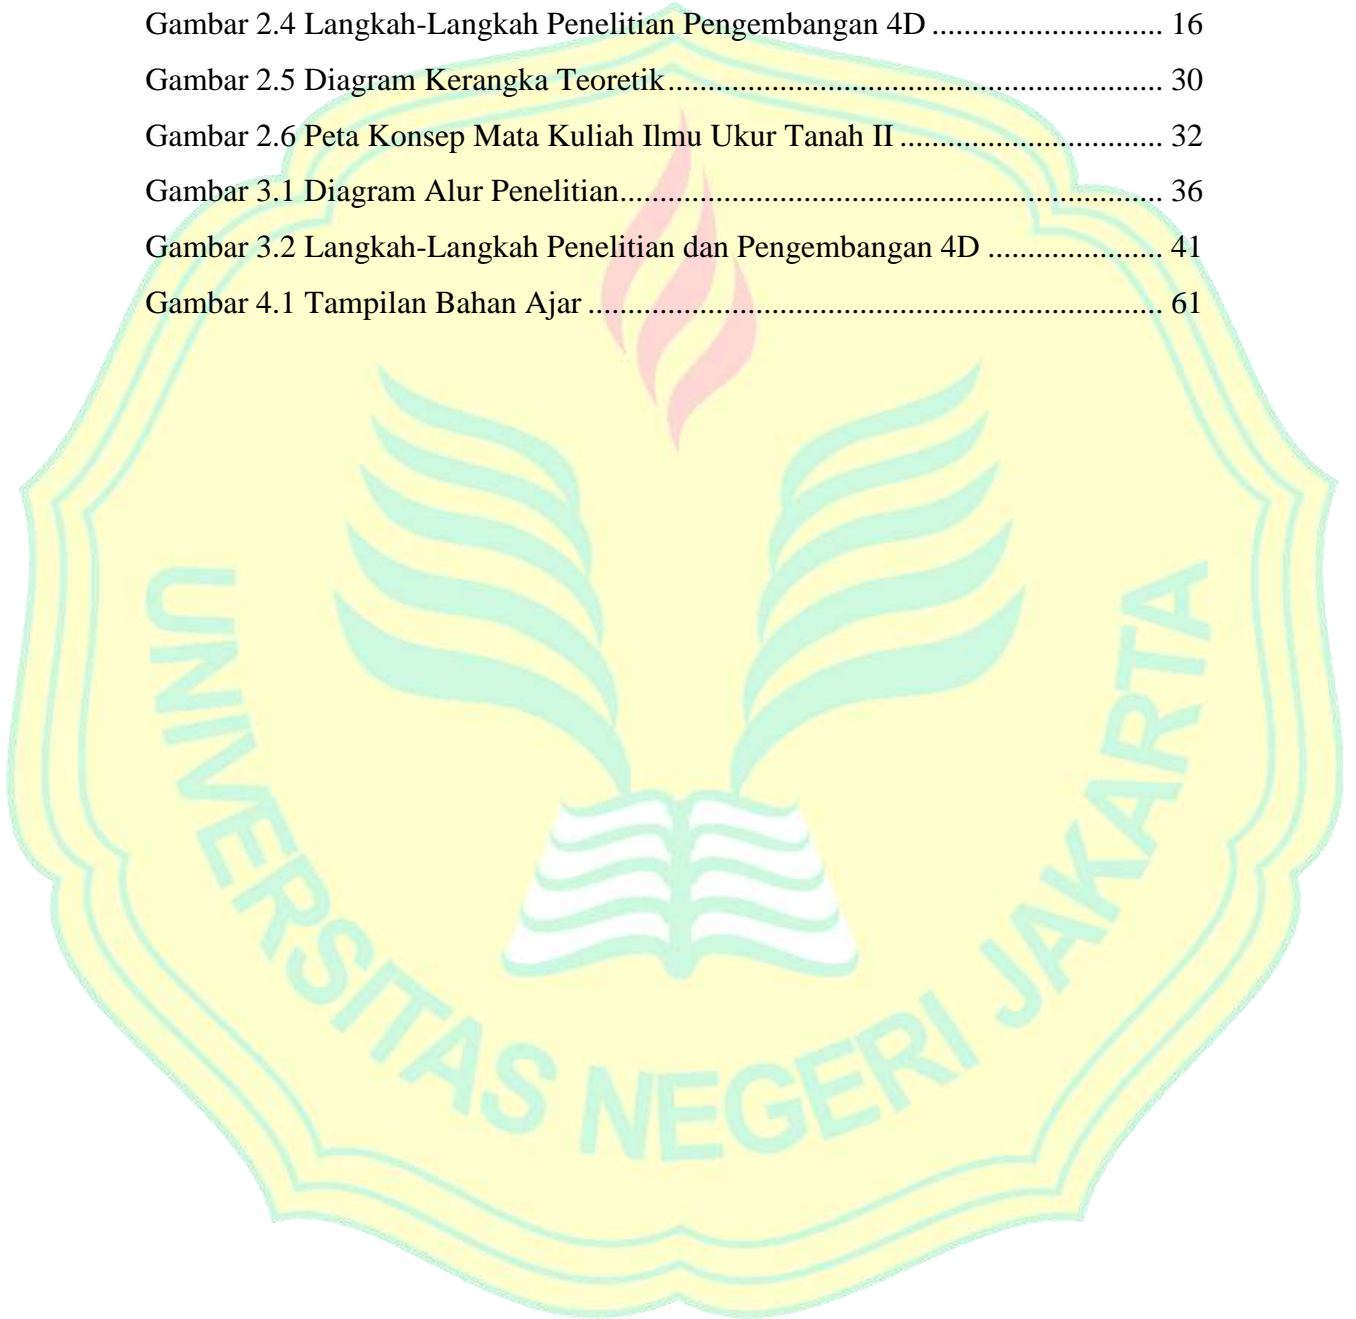 Gambar 2.4 Langkah-Langkah Penelitian Pengembangan 4D ............................ 16
Gambar 2.5 Diagram Kerangka Teoretik............................................................. 30
Gambar 2.6 Peta Konsep Mata Kuliah Ilmu Ukur Tanah II ................................ 32
Gambar 3.1 Diagram Alur Penelitian.................................................................. 36
Gambar 3.2 Langkah-Langkah Penelitian dan Pengembangan 4D ..................... 41
Gambar 4.1 Tampilan Bahan Ajar ...................................................................... 61
UNIVERSITAS NEGERI JAKARTA